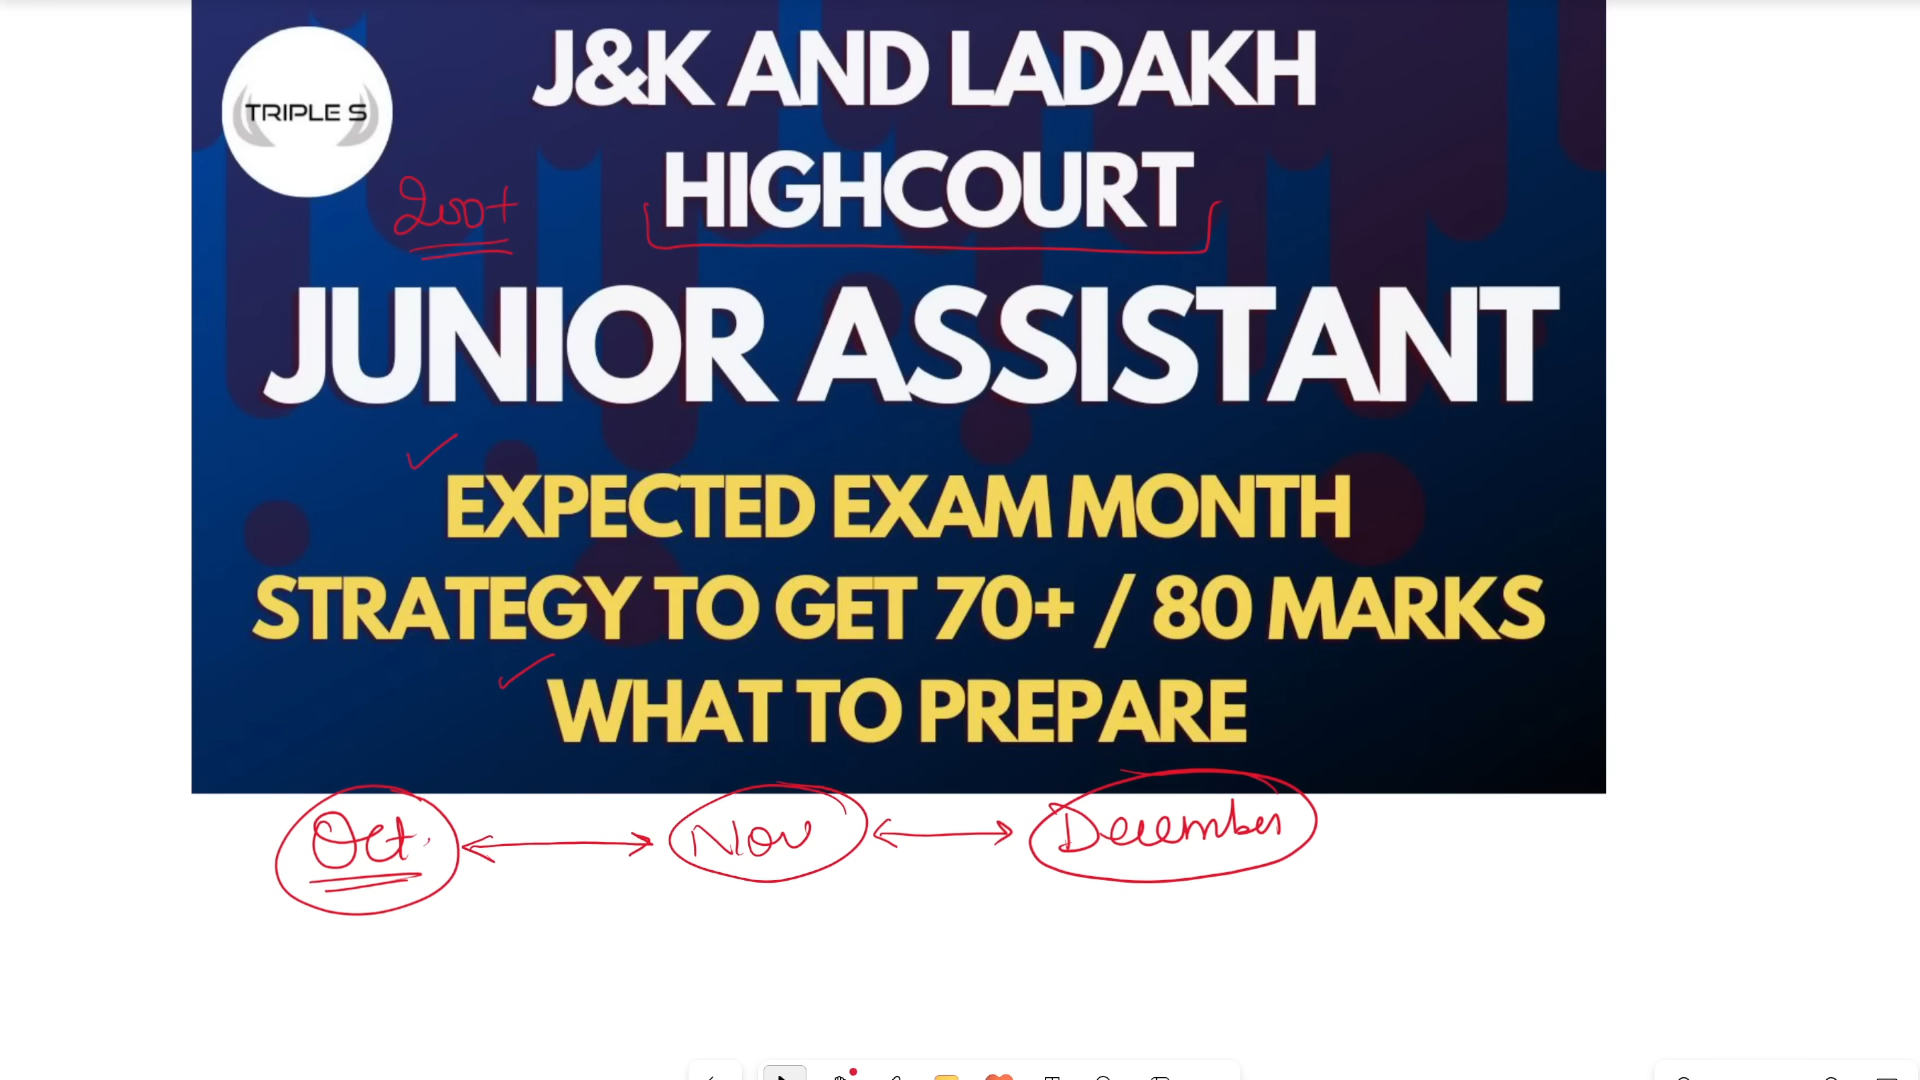 TRIPLE S
J&K AND LADAKH
HIGHCOURT
200+
JUNIOR ASSISTANT
EXPECTED EXAM MONTH
STRATEGY TO GET 70+ / 80 MARKS
WHAT TO PREPARE
Oct. Nov December